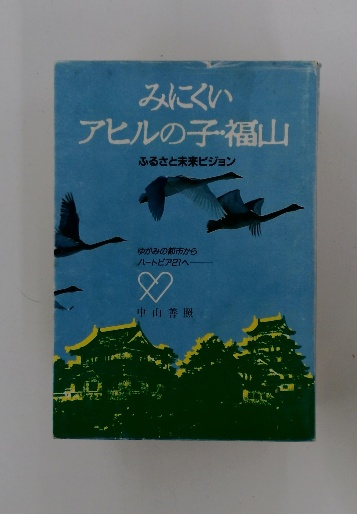 みにくい
アヒルの子・福山
ふるさと未来ビジョン
ゆがみの都市から
ハートピア21へ――
中山善照